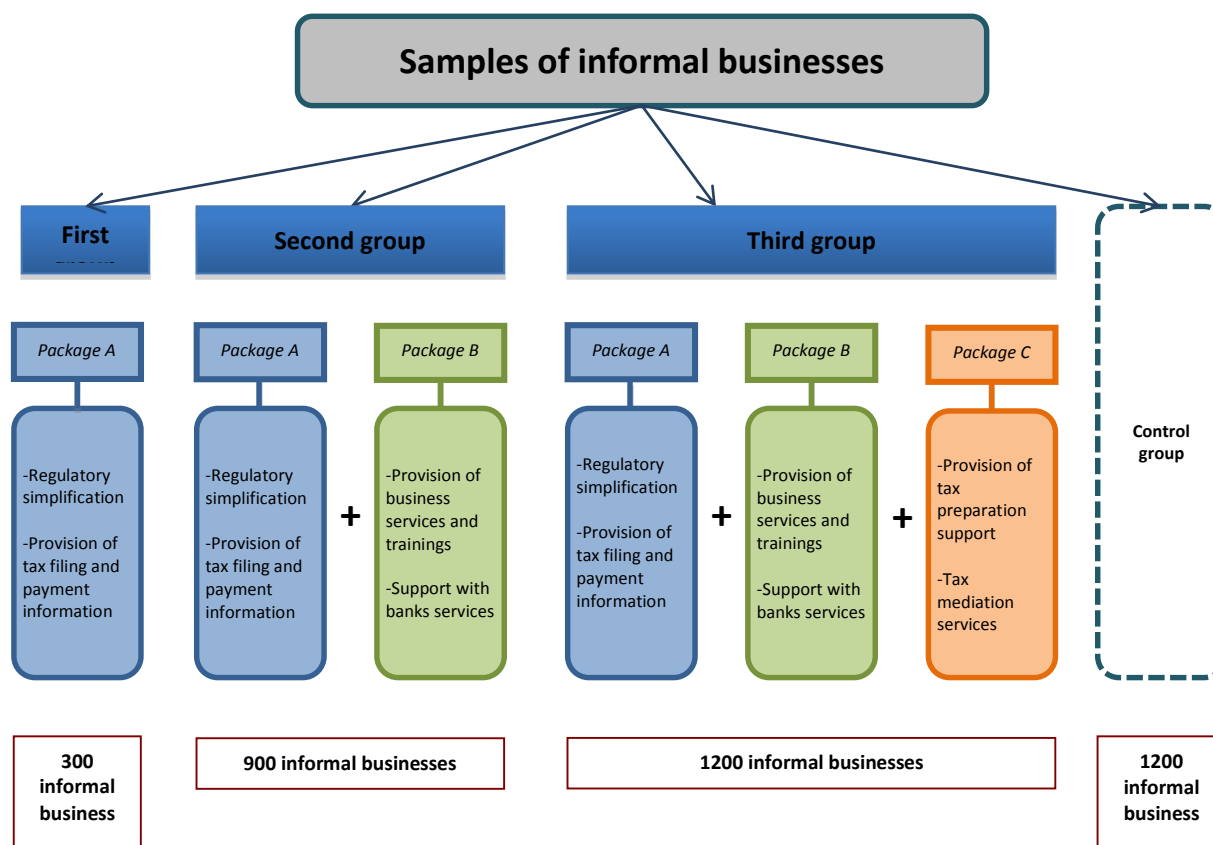 Samples of informal businesses
First
Second group
Third group
Package A
Package A
Package B
Package A
Package B
Package C
-Regulatory
simplification
-Provision of
tax filing and
payment
information
-Regulatory
simplification
-Provision of
tax filing and
payment
information
+
-Provision of
business
services and
trainings
-Support with
banks services
-Regulatory
simplification
-Provision of
tax filing and
payment
information
+
-Provision of
business
services and
trainings
-Support with
banks services
+
-Provision of
tax
preparation
support
-Tax
mediation
services
Control
group
300
informal
business
900 informal businesses
1200 informal businesses
1200
informal
business